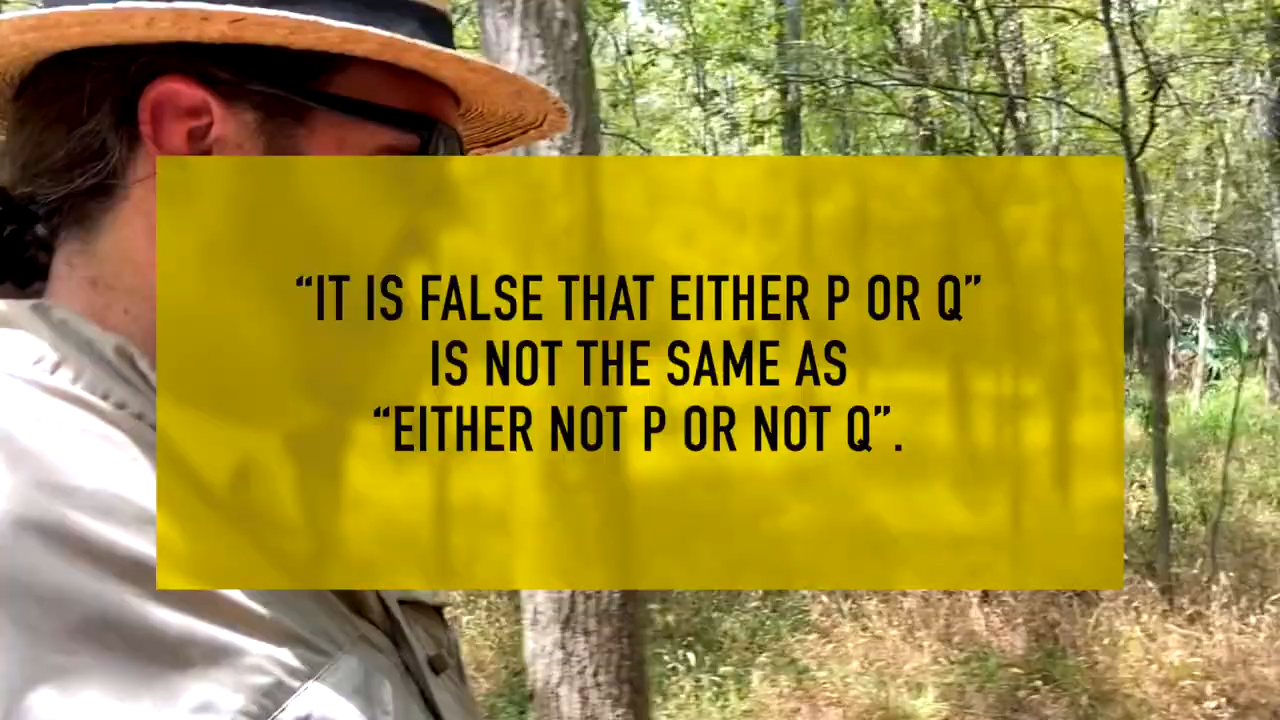 “IT IS FALSE THAT EITHER P OR Q”
IS NOT THE SAME AS
“EITHER NOT P OR NOT Q”.